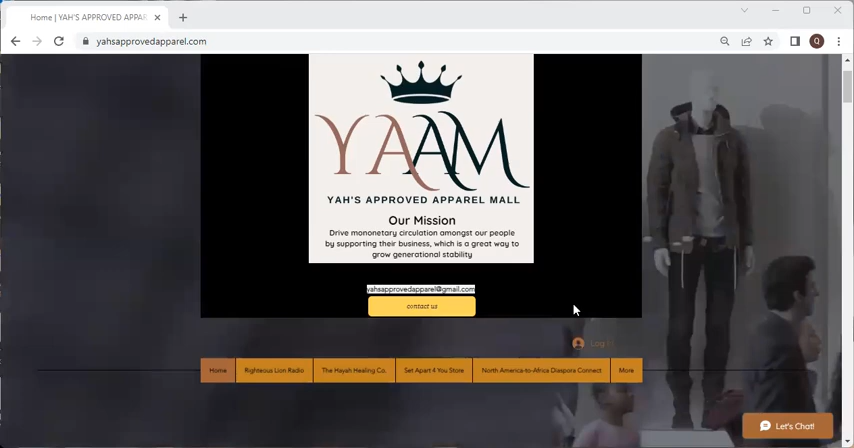 Home | YAH'S APPROVED APPAR
yahsapprovedapparel.com
Q
YAAM
YAH'S APPROVED APPAREL MALL
Our Mission
Drive mononetary circulation amongst our people
by supporting their business, which is a great way to
grow generational stability
yahsapprovedapparel@gmail.com
contact us
Log
Home
Righteous Lion Radio
The Hayah Healing Co.
Set Apart 4 You Store
North America-to-Africa Diaspora Connect
More
Let's Chat!